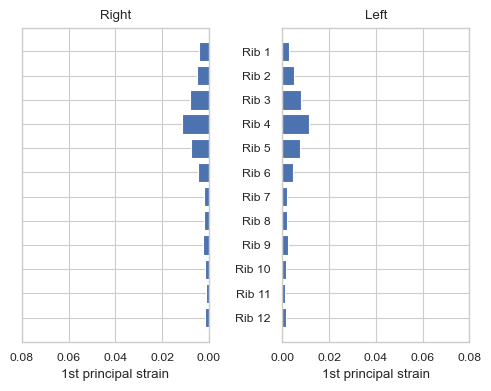 Right
Left
Rib 1
Rib 2
Rib 3
Rib 4
Rib 5
Rib 6
Rib 7
Rib 8
Rib 9
Rib 10
Rib 11
Rib 12
0.08 0.06 0.04 0.02 0.00
0.00 0.02 0.04 0.06 0.08
1st principal strain
1st principal strain